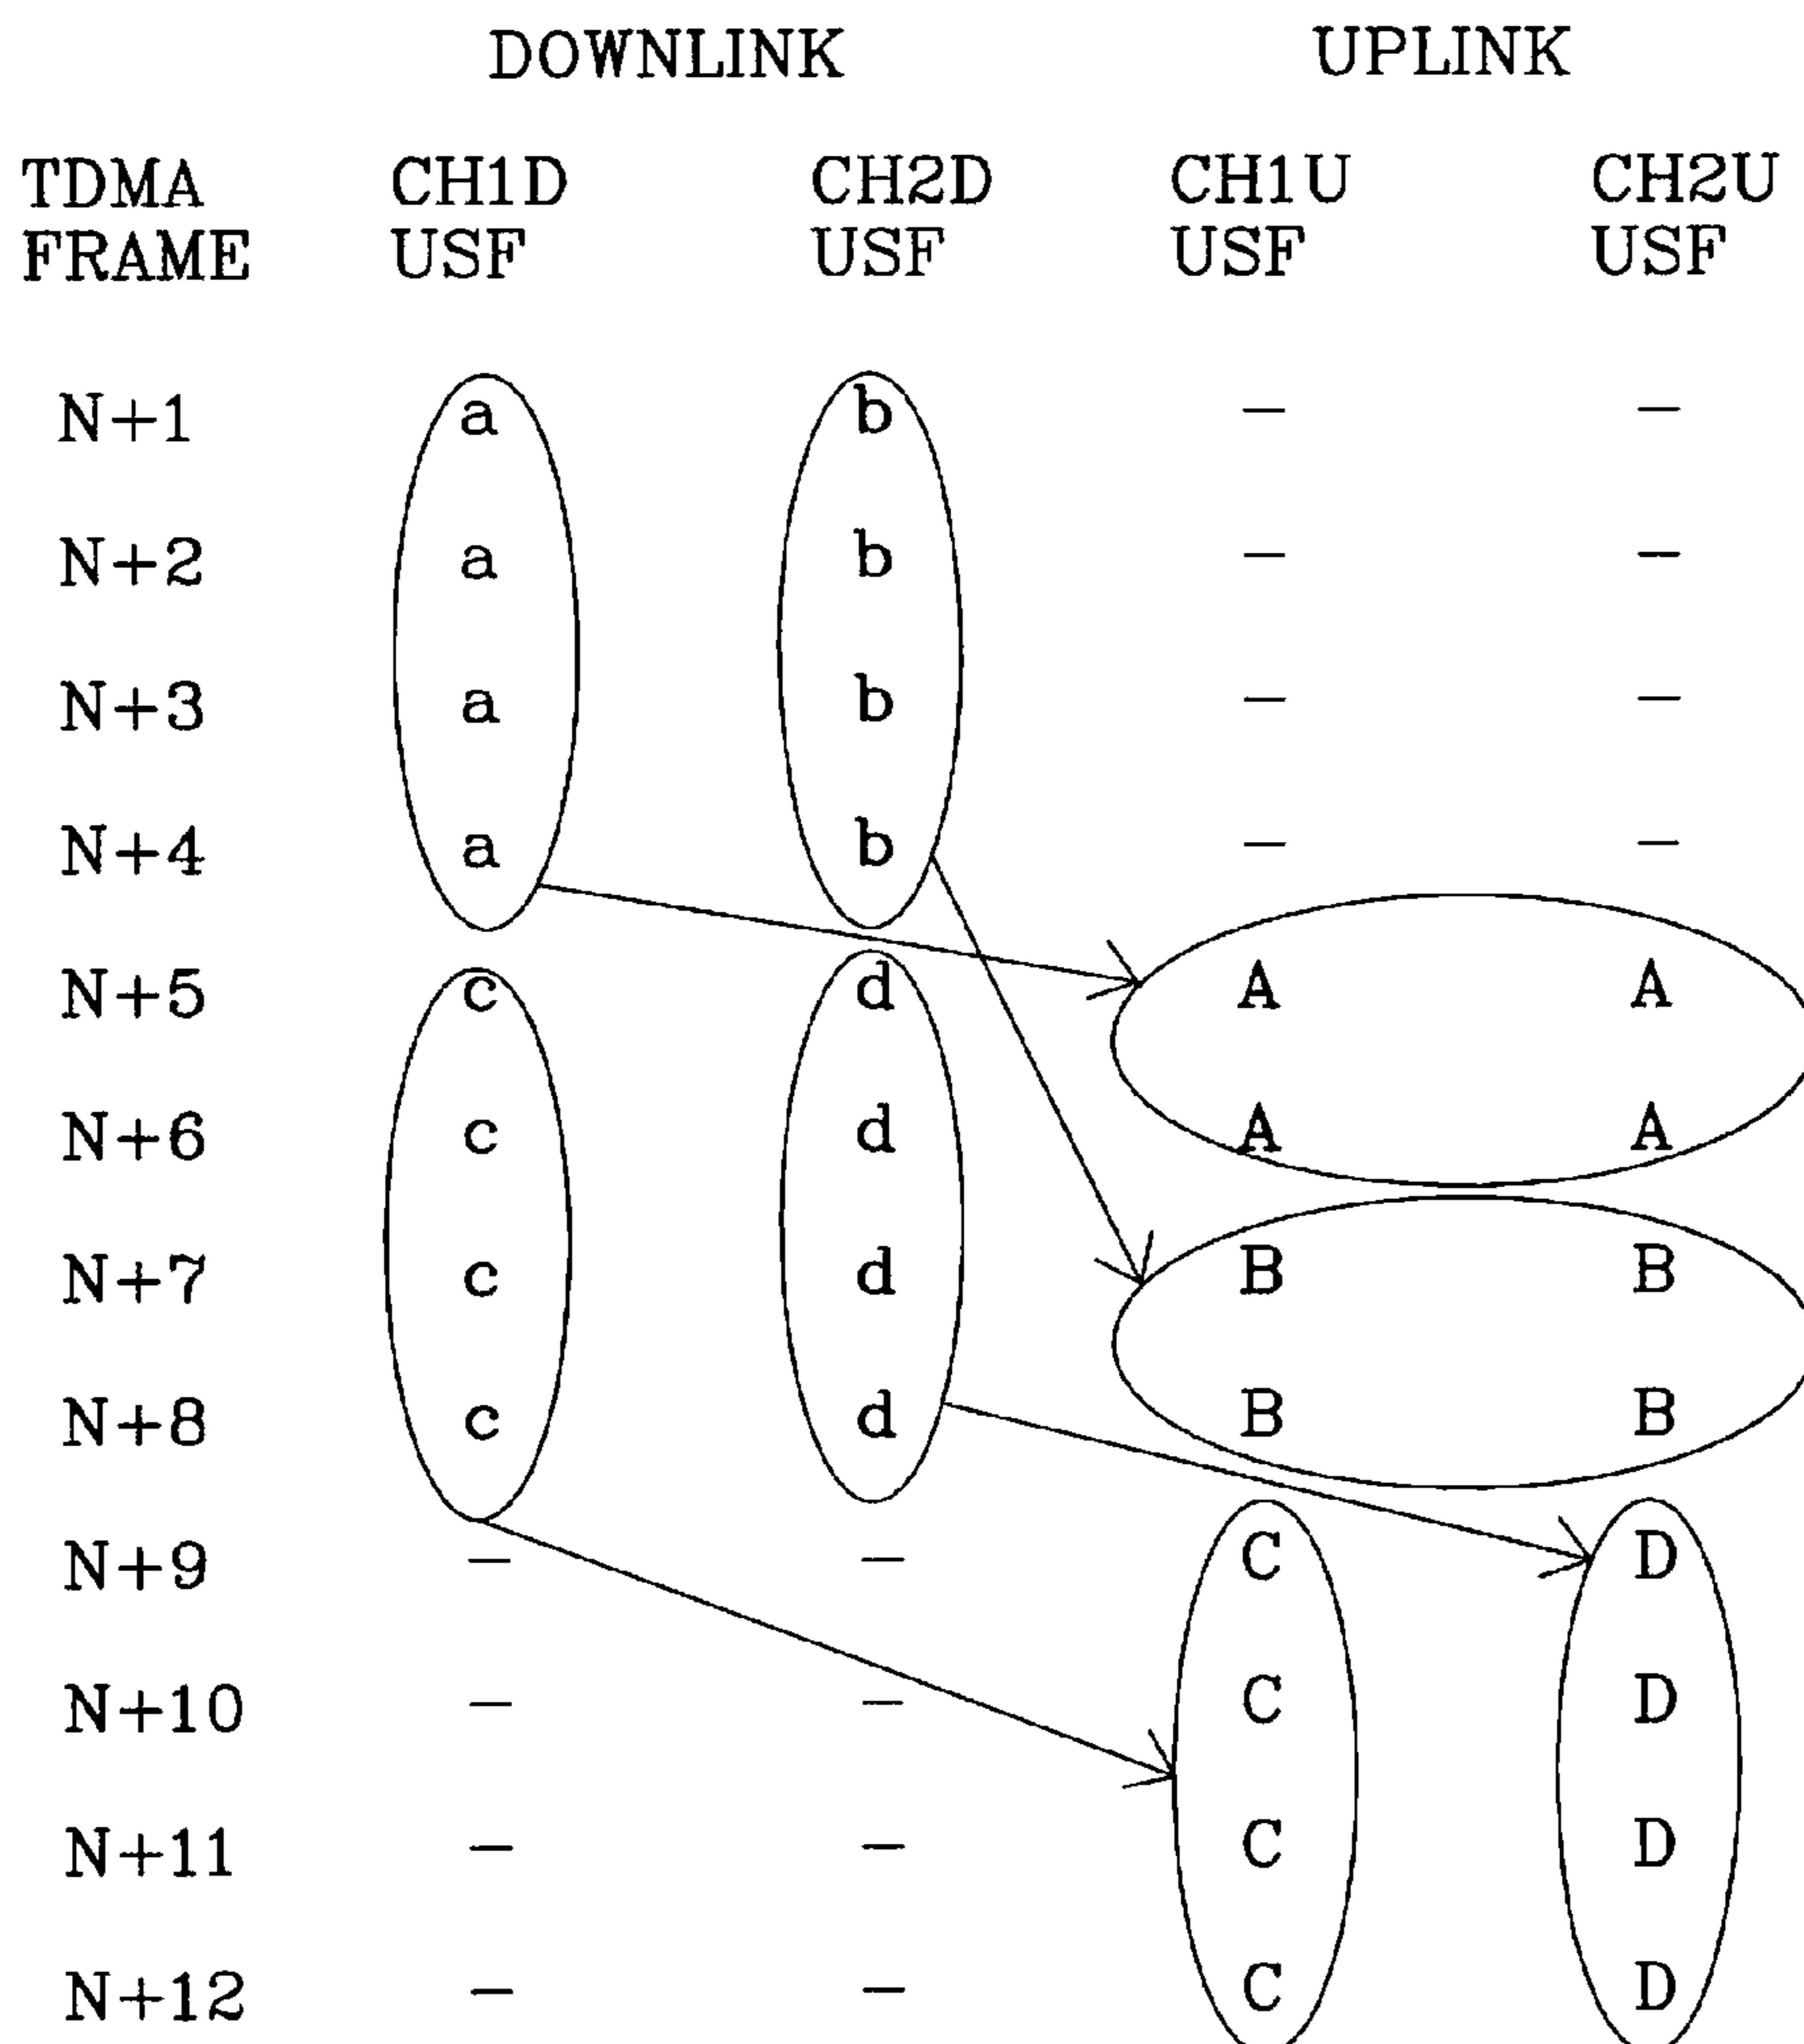 DOWNLINK UPLINK
TDMA FRAME CH1D USF CH2D USF CH1U USF CH2U USF
N+1 a b – –
N+2 a b – –
N+3 a b – –
N+4 a b – –
N+5 c d A A
N+6 c d A A
N+7 c d B B
N+8 c d B B
N+9 – – C D
N+10 – – C D
N+11 – – C D
N+12 – – C D